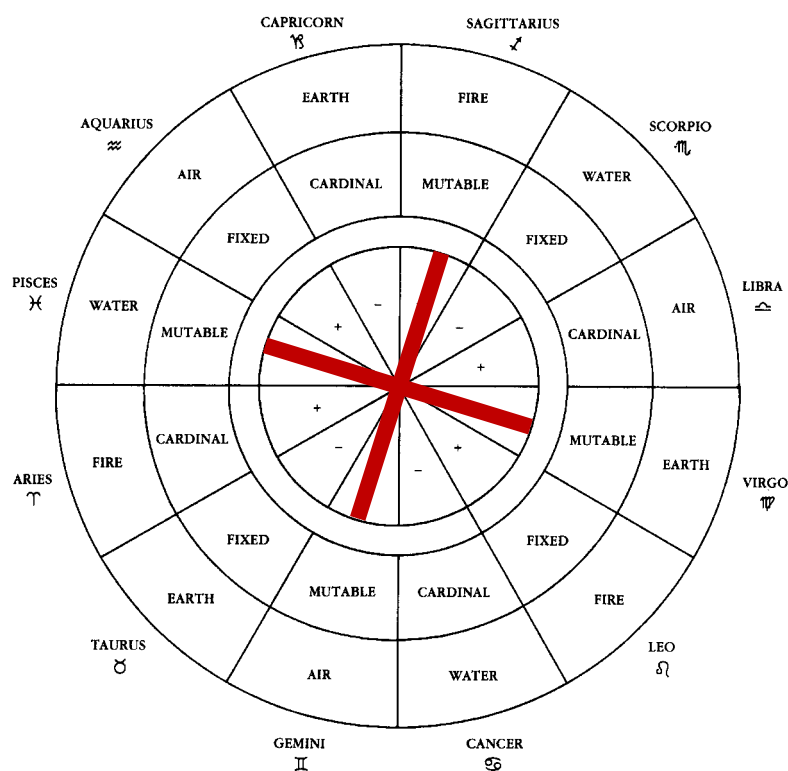 CAPRICORN
♑
SAGITTARIUS
♐
EARTH
FIRE
AQUARIUS
♒
SCORPIO
♏
AIR
CARDINAL
MUTABLE
WATER
FIXED
FIXED
PISCES
♓
LIBRA
♎
WATER
AIR
MUTABLE
CARDINAL
−
+
−
+
+
−
+
−
CARDINAL
MUTABLE
FIRE
EARTH
ARIES
♈
VIRGO
♍
FIXED
FIXED
EARTH
MUTABLE
CARDINAL
FIRE
TAURUS
♉
LEO
♌
AIR
WATER
GEMINI
♊
CANCER
♋